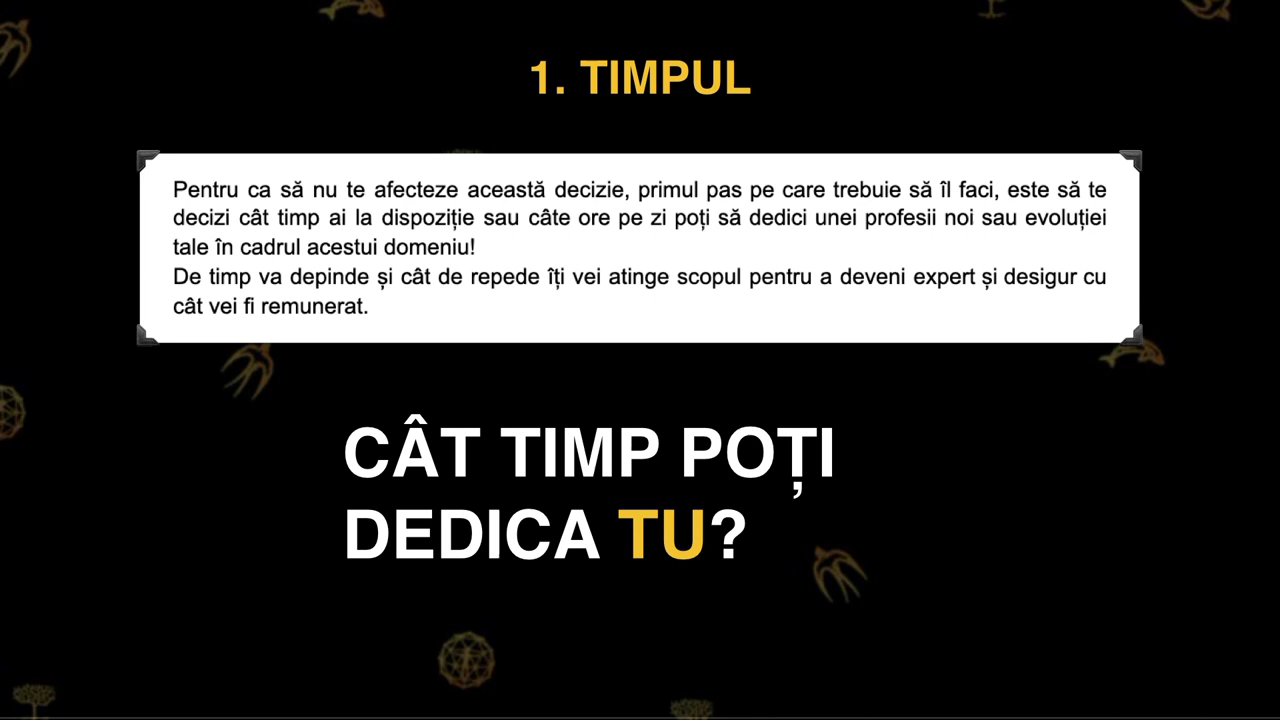 1. TIMPUL
Pentru ca să nu te afecteze această decizie, primul pas pe care trebuie să îl faci, este să te
decizi cât timp ai la dispoziție sau câte ore pe zi poți să dedici unei profesii noi sau evoluției
tale în cadrul acestui domeniu!
De timp va depinde și cât de repede îți vei atinge scopul pentru a deveni expert și desigur cu
cât vei fi remunerat.
CÂT TIMP POȚI
DEDICA TU?